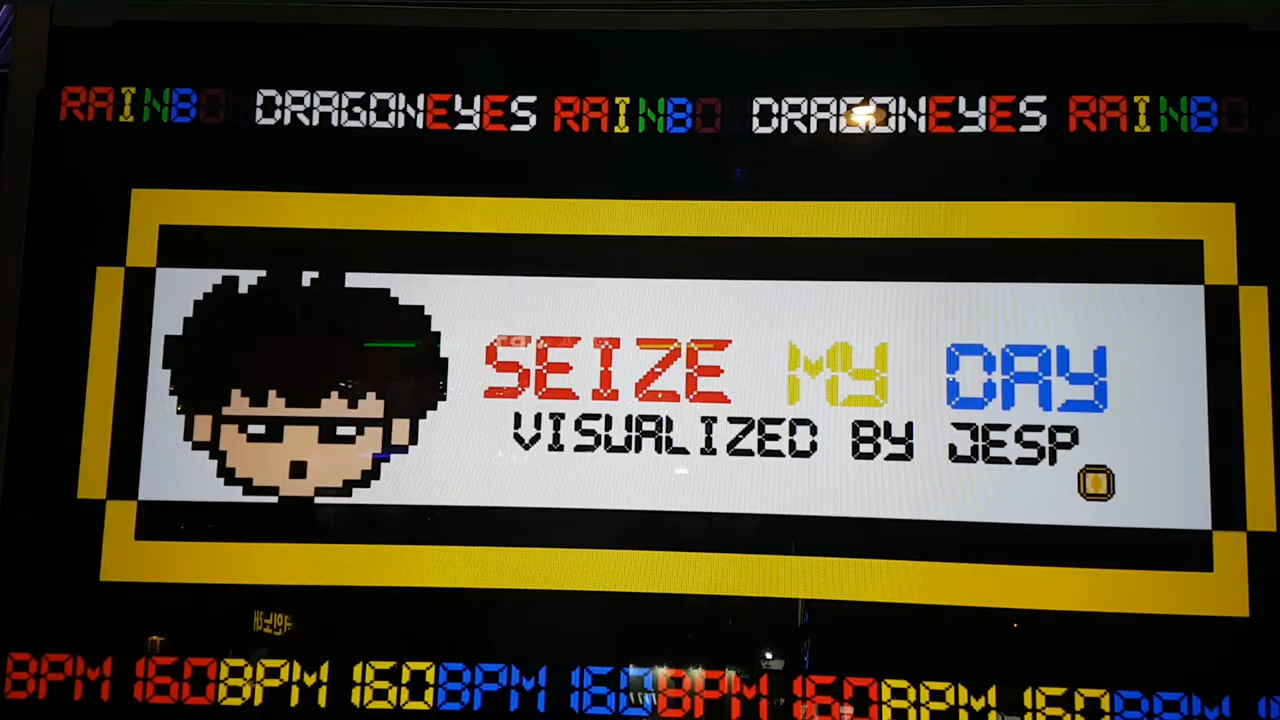 RAINBO DRAGONEYES RAINBO DRAGONEYES RAINBO
SEIZE MY DAY
VISUALIZED BY JESP
BPM 160 BPM 160 BPM 160 BPM 160 BPM 160 BPM